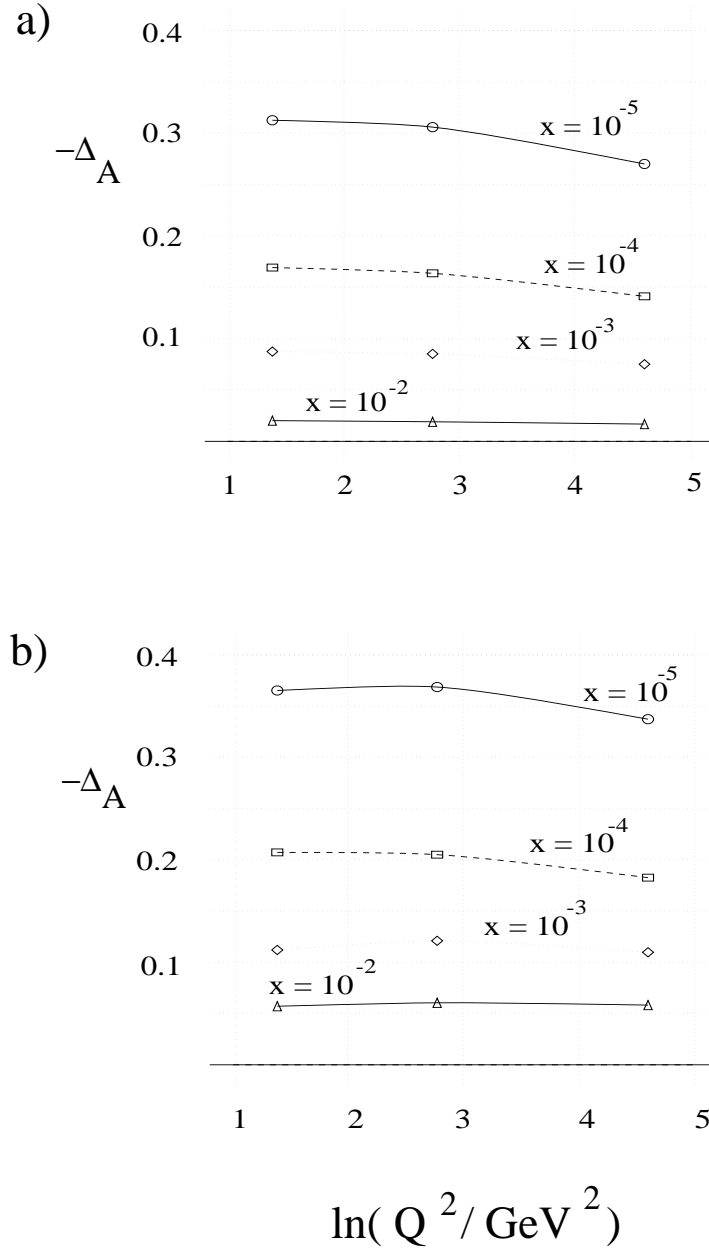 a)
0.4
x = 10^-5
0.3
−Δ_A
x = 10^-4
0.2
x = 10^-3
0.1
x = 10^-2
1 2 3 4 5
b)
0.4
x = 10^-5
0.3
−Δ_A
x = 10^-4
0.2
x = 10^-3
0.1
x = 10^-2
1 2 3 4 5
ln( Q^2 / GeV^2 )